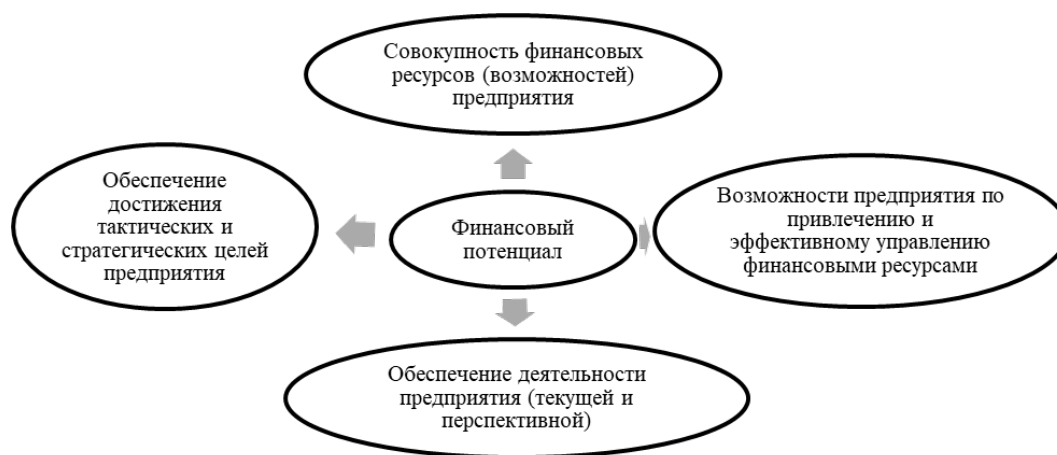 Совокупность финансовых
ресурсов (возможностей)
предприятия
Обеспечение
достижения
тактических и
стратегических целей
предприятия
Финансовый
потенциал
Возможности предприятия по
привлечению и
эффективному управлению
финансовыми ресурсами
Обеспечение деятельности
предприятия (текущей и
перспективной)